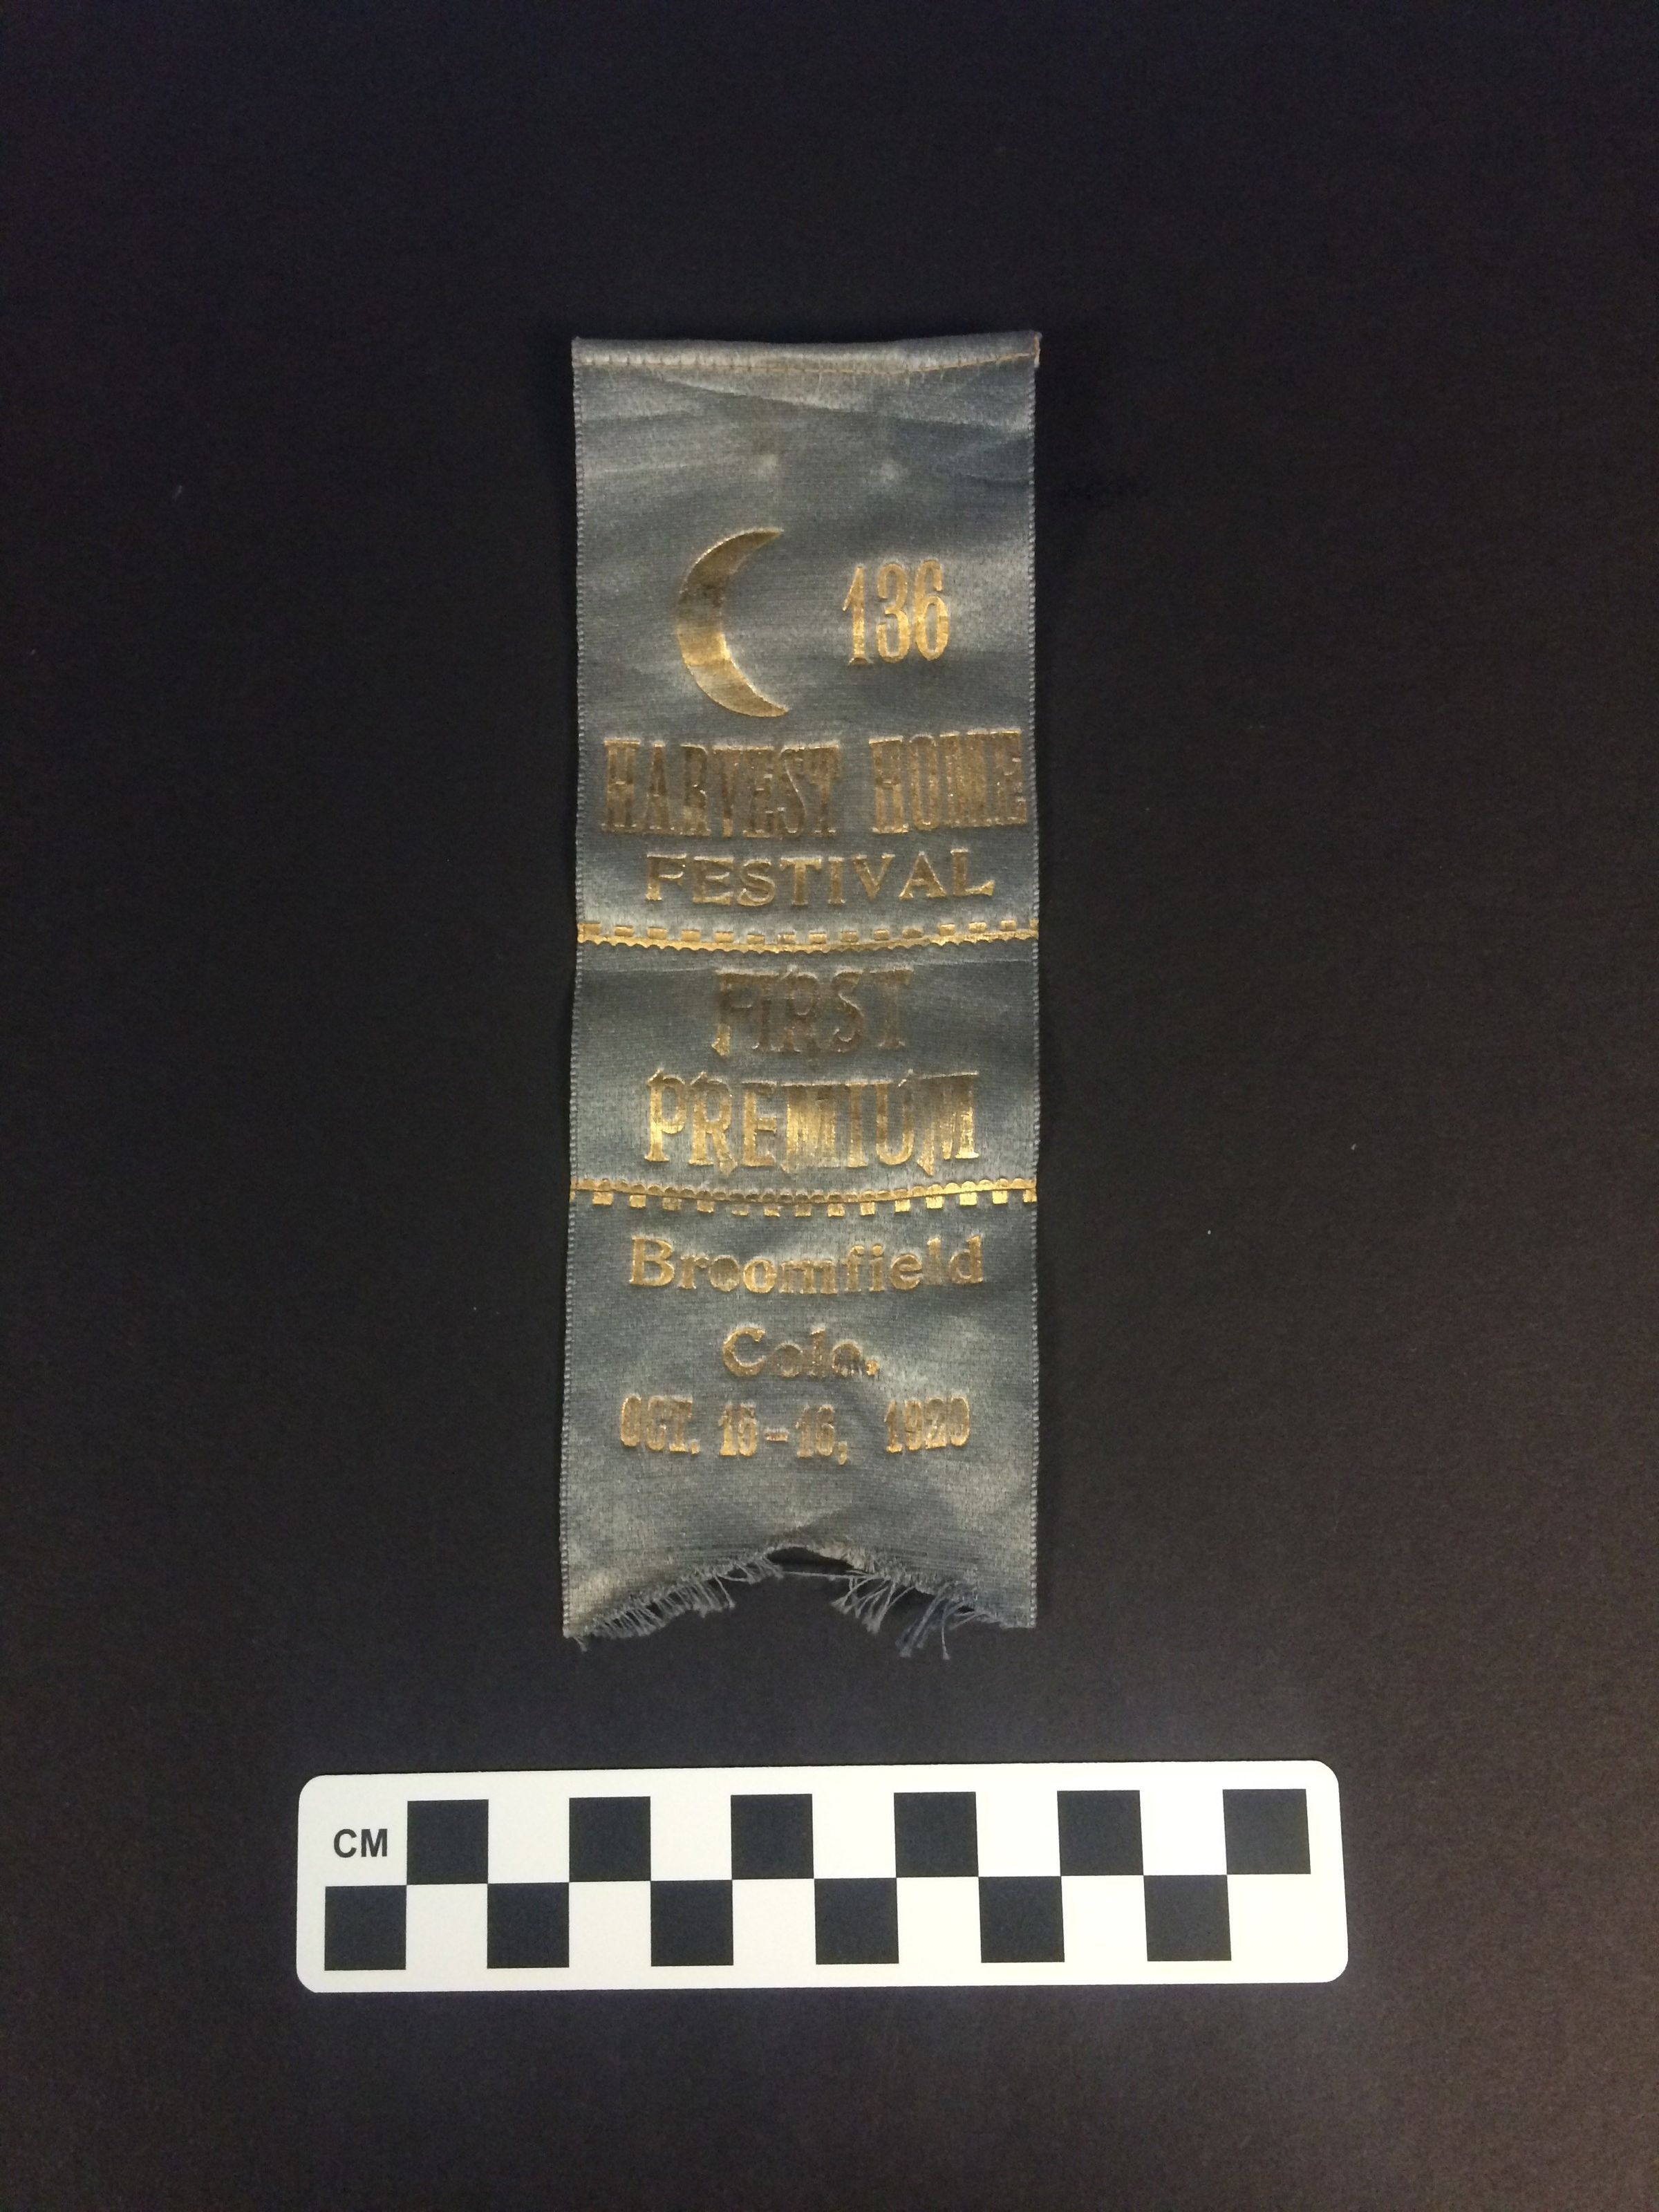 136
HARVEST HOME
FESTIVAL
FIRST
PREMIUM
Broomfield
Colo.
OCT. 15-16, 1920
CM